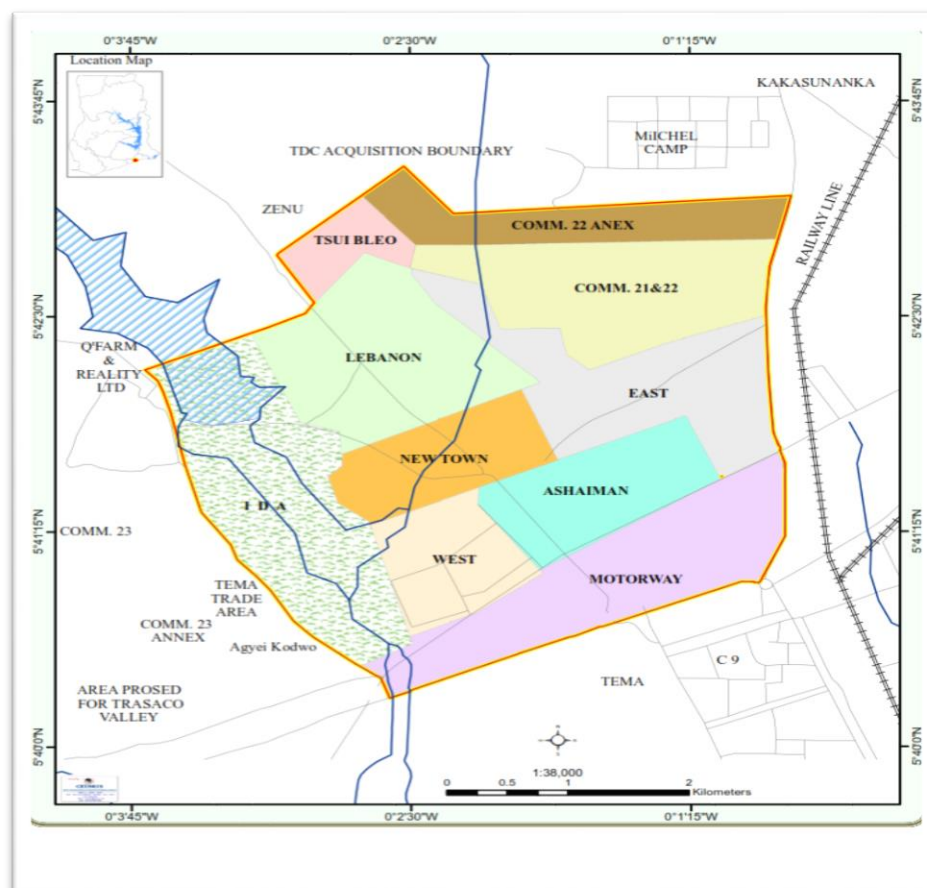 0°3'45"W
0°2'30"W
0°1'15"W
Location Map
5°43'45"N
5°43'45"N
KAKASUNANKA
MiICHEL
CAMP
TDC ACQUISITION BOUNDARY
ZENU
COMM. 22 ANEX
TSUI BLEO
RAILWAY LINE
COMM. 21&22
5°42'30"N
5°42'30"N
Q'FARM
&
REALITY
LTD
LEBANON
EAST
NEW TOWN
ASHAIMAN
I D A
5°41'15"N
5°41'15"N
COMM. 23
WEST
MOTORWAY
TEMA
TRADE
AREA
COMM. 23
ANNEX
Agyei Kodwo
C 9
TEMA
AREA PROSED
FOR TRASACO
VALLEY
5°40'0"N
5°40'0"N
1:38,000
0 0.5 1 2
Kilometers
0°3'45"W
0°2'30"W
0°1'15"W